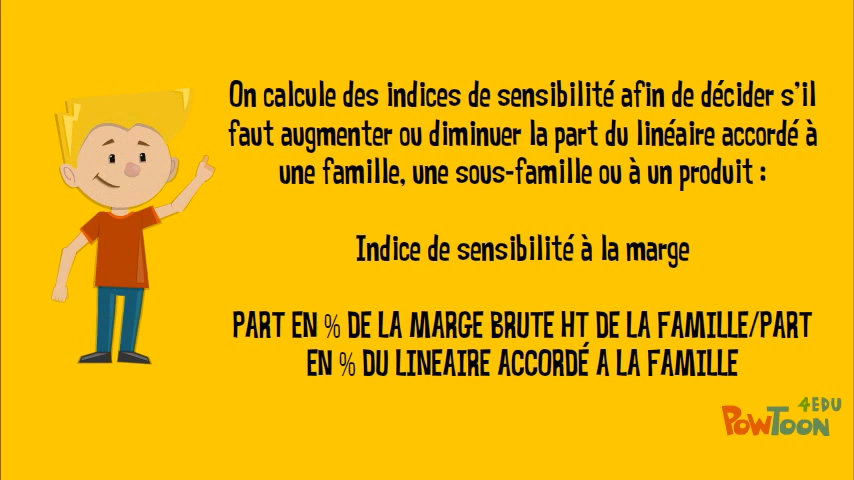 On calcule des indices de sensibilité afin de décider s'il
faut augmenter ou diminuer la part du linéaire accordé à
une famille, une sous-famille ou à un produit :
Indice de sensibilité à la marge
PART EN % DE LA MARGE BRUTE HT DE LA FAMILLE/PART
EN % DU LINEAIRE ACCORDÉ A LA FAMILLE
4EDU
POWTOON